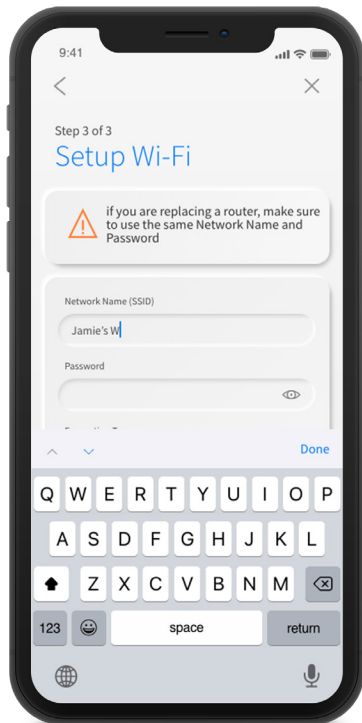 9:41
Step 3 of 3
Setup Wi-Fi
if you are replacing a router, make sure
to use the same Network Name and
Password
Network Name (SSID)
Jamie's W
Password
Done
Q W E R T Y U I O P
A S D F G H J K L
Z X C V B N M
123 space return